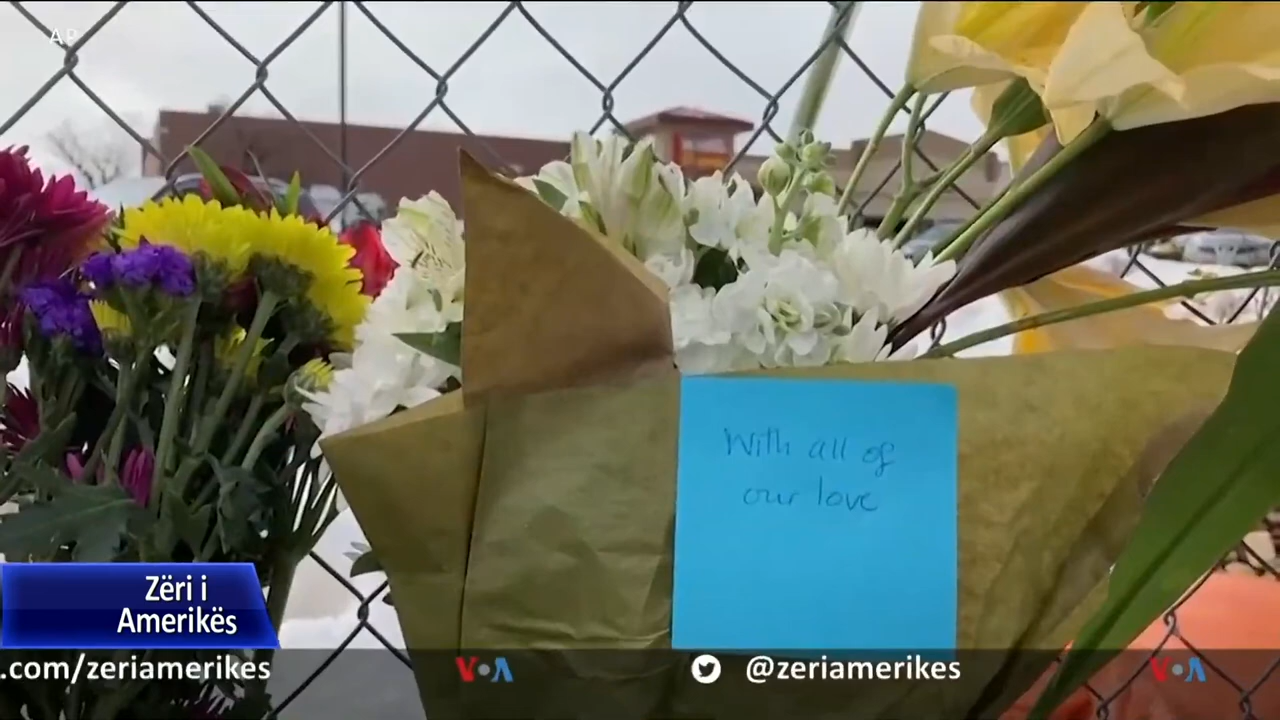 AP
With all of
our love
Zëri i
Amerikës
.com/zeriamerikes
VOA
@zeriamerikes
VOA